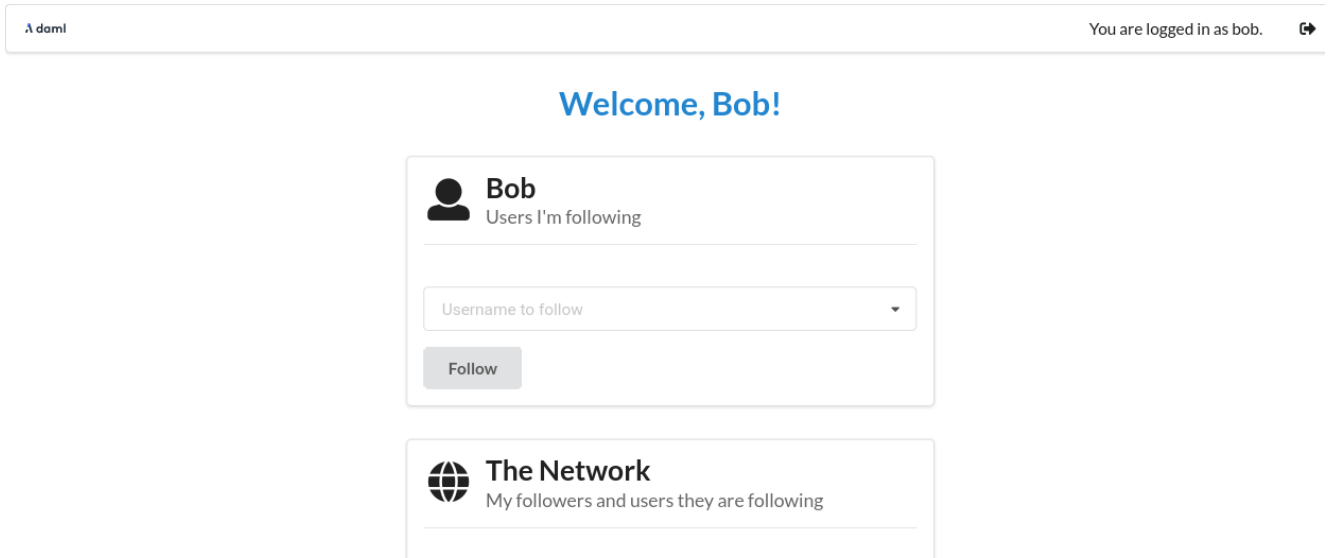 daml
You are logged in as bob.
Welcome, Bob!
Bob
Users I'm following
Username to follow
Follow
The Network
My followers and users they are following